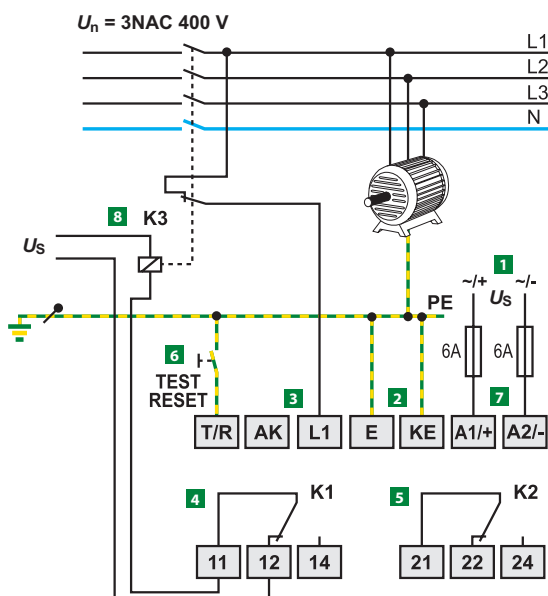 Un = 3NAC 400 V
L1
L2
L3
N
8 K3
US
1
~/+ ~/-
US
PE
6A 6A
6
TEST
RESET
3 2 7
T/R AK L1 E KE A1/+ A2/-
4 K1 5 K2
11 12 14 21 22 24